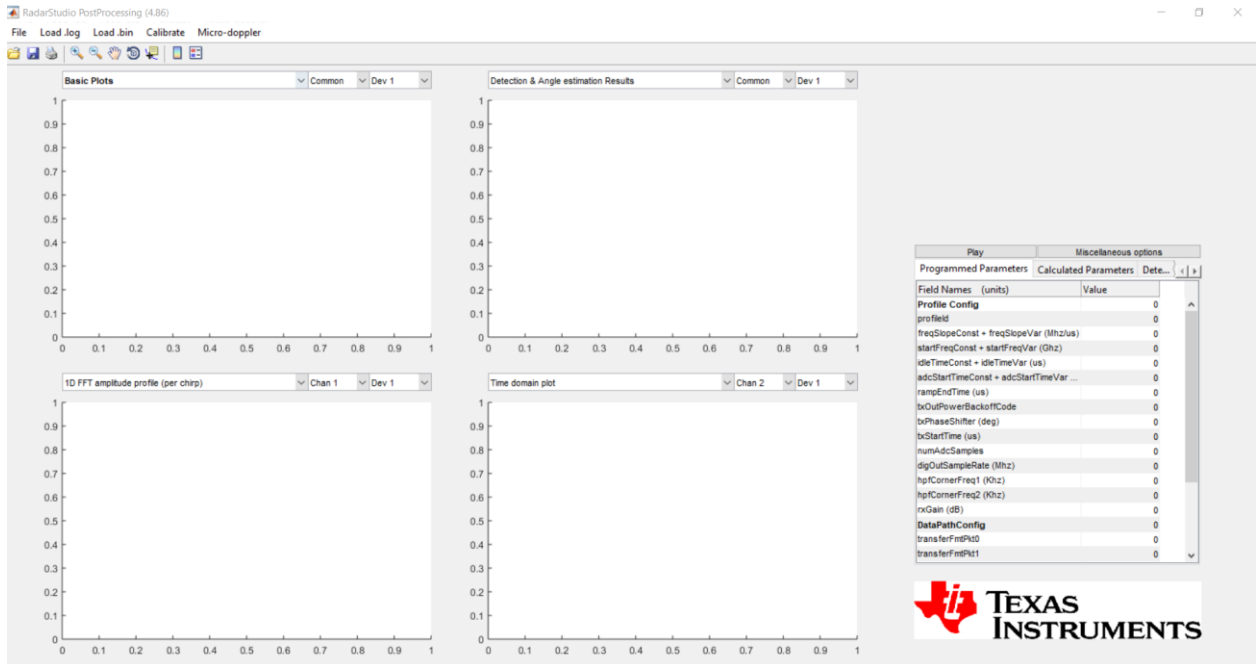 RadarStudio PostProcessing (4.86)
File Load .log Load .bin Calibrate Micro-doppler
Basic Plots Common Dev 1
Detection & Angle estimation Results Common Dev 1
1
0.9
0.8
0.7
0.6
0.5
0.4
0.3
0.2
0.1
0
0 0.1 0.2 0.3 0.4 0.5 0.6 0.7 0.8 0.9 1
1
0.9
0.8
0.7
0.6
0.5
0.4
0.3
0.2
0.1
0
0 0.1 0.2 0.3 0.4 0.5 0.6 0.7 0.8 0.9 1
1D FFT amplitude profile (per chirp) Chan 1 Dev 1
Time domain plot Chan 2 Dev 1
1
0.9
0.8
0.7
0.6
0.5
0.4
0.3
0.2
0.1
0
0 0.1 0.2 0.3 0.4 0.5 0.6 0.7 0.8 0.9 1
1
0.9
0.8
0.7
0.6
0.5
0.4
0.3
0.2
0.1
0
0 0.1 0.2 0.3 0.4 0.5 0.6 0.7 0.8 0.9 1
Play Miscellaneous options
Programmed Parameters Calculated Parameters Dete...
Field Names (units) Value
Profile Config 0
profileId 0
freqSlopeConst + freqSlopeVar (Mhz/us) 0
startFreqConst + startFreqVar (Ghz) 0
idleTimeConst + idleTimeVar (us) 0
adcStartTimeConst + adcStartTimeVar ... 0
rampEndTime (us) 0
txOutPowerBackoffCode 0
txPhaseShifter (deg) 0
txStartTime (us) 0
numAdcSamples 0
digOutSampleRate (Mhz) 0
hpfCornerFreq1 (Khz) 0
hpfCornerFreq2 (Khz) 0
rxGain (dB) 0
DataPathConfig 0
transferFmtPkt0 0
transferFmtPkt1 0
TEXAS
INSTRUMENTS